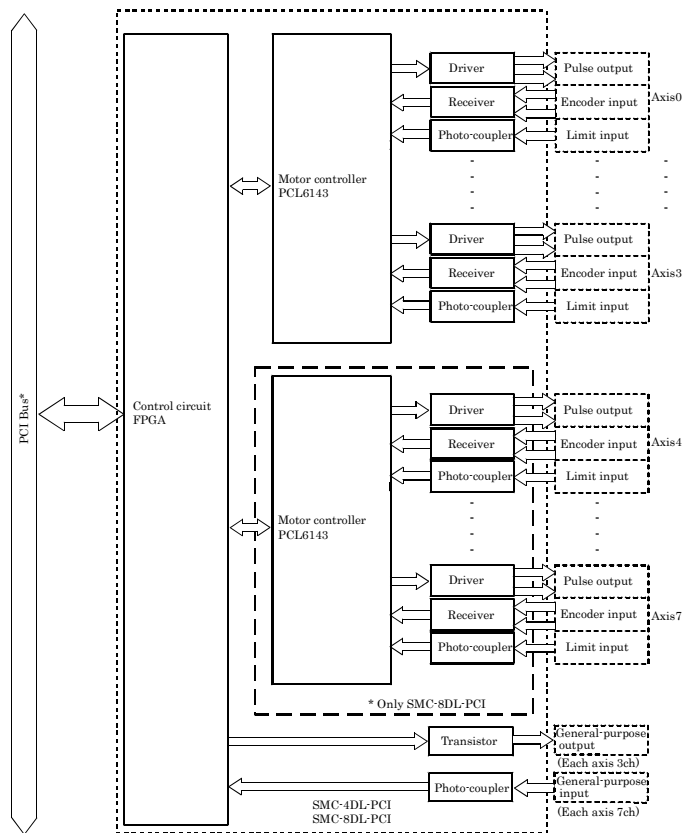 PCI Bus*
Control circuit
FPGA
Motor controller
PCL6143
Driver
Pulse output
Receiver
Encoder input
Axis0
Photo-coupler
Limit input
Driver
Pulse output
Receiver
Encoder input
Axis3
Photo-coupler
Limit input
Motor controller
PCL6143
Driver
Pulse output
Receiver
Encoder input
Axis4
Photo-coupler
Limit input
Driver
Pulse output
Receiver
Encoder input
Axis7
Photo-coupler
Limit input
* Only SMC-8DL-PCI
Transistor
General-purpose
output
(Each axis 3ch)
Photo-coupler
General-purpose
input
(Each axis 7ch)
SMC-4DL-PCI
SMC-8DL-PCI